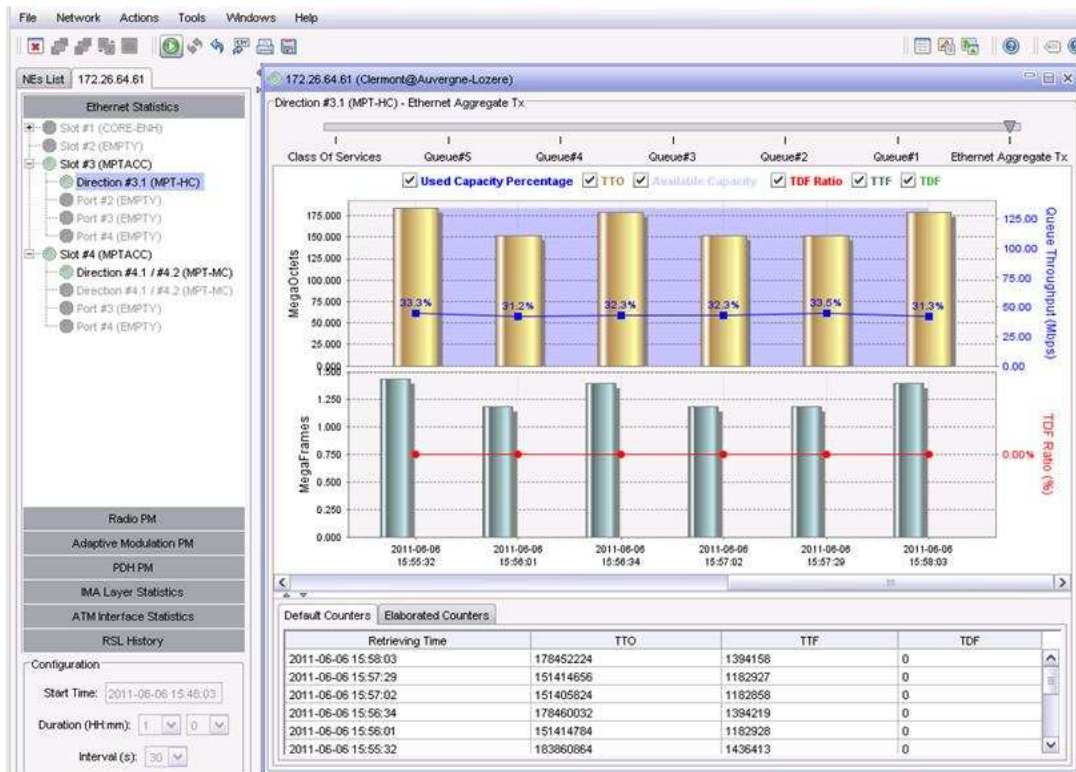 File Network Actions Tools Windows Help
NEs List 172.26.64.61
Ethernet Statistics
Slot #1 (CORE-ENH)
Slot #2 (EMPTY)
Slot #3 (MPTACC)
Direction #3.1 (MPT-HC)
Port #2 (EMPTY)
Port #3 (EMPTY)
Port #4 (EMPTY)
Slot #4 (MPTACC)
Direction #4.1 / #4.2 (MPT-MC)
Direction #4.1 / #4.2 (MPT-MC)
Port #3 (EMPTY)
Port #4 (EMPTY)
Radio PM
Adaptive Modulation PM
PDH PM
IMA Layer Statistics
ATM Interface Statistics
RSL History
Configuration
Start Time: 2011-06-06 15:48:03
Duration (HH:mm): 1 0
Interval (s): 30
172.26.64.61 (Clermont@Auvergne-Lozere)
Direction #3.1 (MPT-HC) - Ethernet Aggregate Tx
Class Of Services Queue#5 Queue#4 Queue#3 Queue#2 Queue#1 Ethernet Aggregate Tx
Used Capacity Percentage TTO Available Capacity TDF Ratio TTF TDF
MegaOctets
175.000
150.000
125.000
100.000
75.000
50.000
25.000
0.000
33.3% 31.2% 32.3% 32.3% 33.5% 31.3%
125.00
100.00
75.00
50.00
25.00
0.00
Queue Throughput (Mbps)
MegaFrames
1.500
1.250
1.000
0.750
0.500
0.250
0.000
0.00%
TDF Ratio (%)
2011-06-06 2011-06-06 2011-06-06 2011-06-06 2011-06-06 2011-06-06
15:55:32 15:56:01 15:56:34 15:57:02 15:57:29 15:58:03
Default Counters Elaborated Counters
Retrieving Time TTO TTF TDF
2011-06-06 15:58:03 178452224 1394158 0
2011-06-06 15:57:29 151414656 1182927 0
2011-06-06 15:57:02 151405824 1182858 0
2011-06-06 15:56:34 178460032 1394219 0
2011-06-06 15:56:01 151414784 1182928 0
2011-06-06 15:55:32 183860864 1436413 0